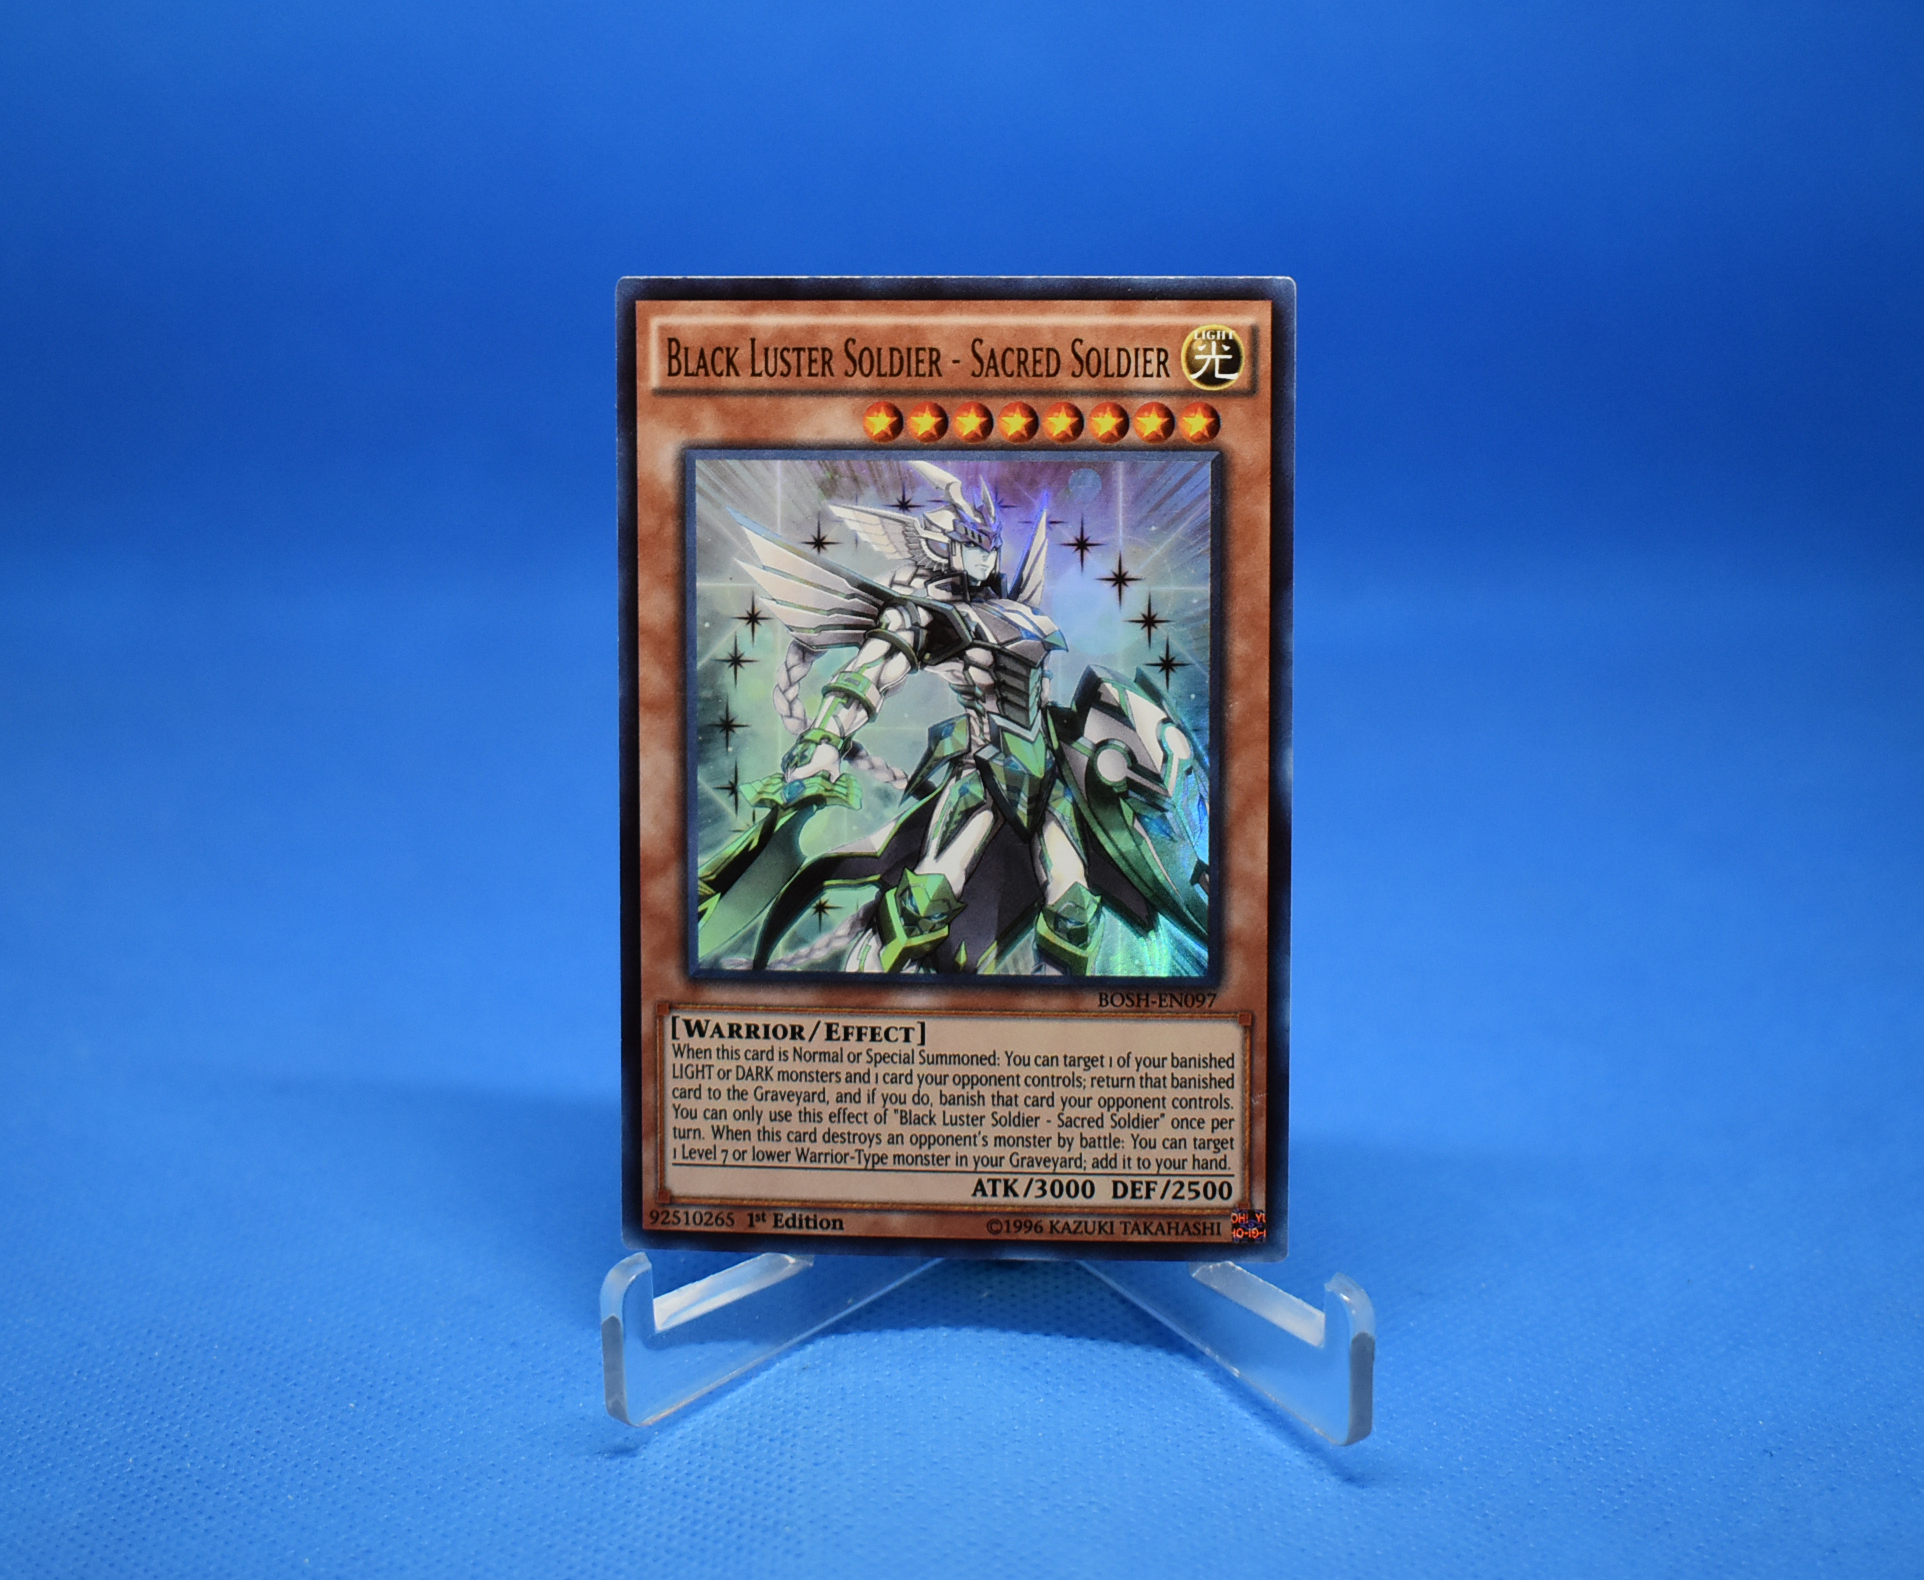 BLACK LUSTER SOLDIER - SACRED SOLDIER
LIGHT
光
BOSH-EN097
[WARRIOR/EFFECT]
When this card is Normal or Special Summoned: You can target 1 of your banished
LIGHT or DARK monsters and 1 card your opponent controls; return that banished
card to the Graveyard, and if you do, banish that card your opponent controls.
You can only use this effect of "Black Luster Soldier - Sacred Soldier" once per
turn. When this card destroys an opponent's monster by battle: You can target
1 Level 7 or lower Warrior-Type monster in your Graveyard; add it to your hand.
ATK/3000 DEF/2500
92510265 1st Edition ©1996 KAZUKI TAKAHASHI